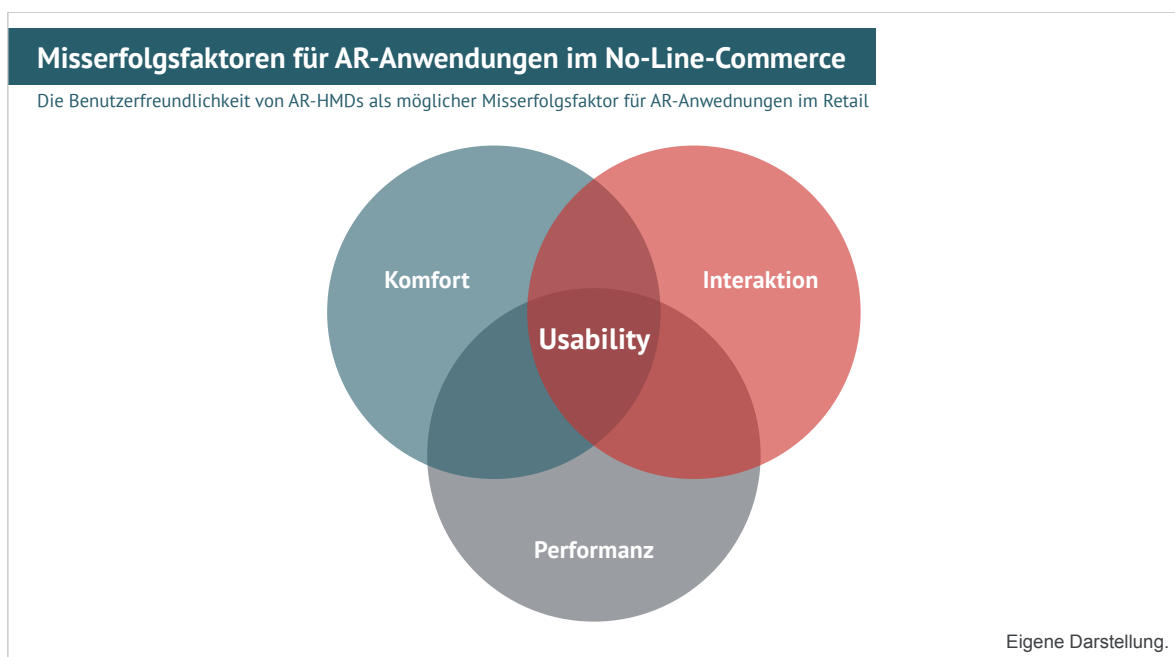 Misserfolgsfaktoren für AR-Anwendungen im No-Line-Commerce
Die Benutzerfreundlichkeit von AR-HMDs als möglicher Misserfolgsfaktor für AR-Anwednungen im Retail
Komfort
Interaktion
Usability
Performanz
Eigene Darstellung.